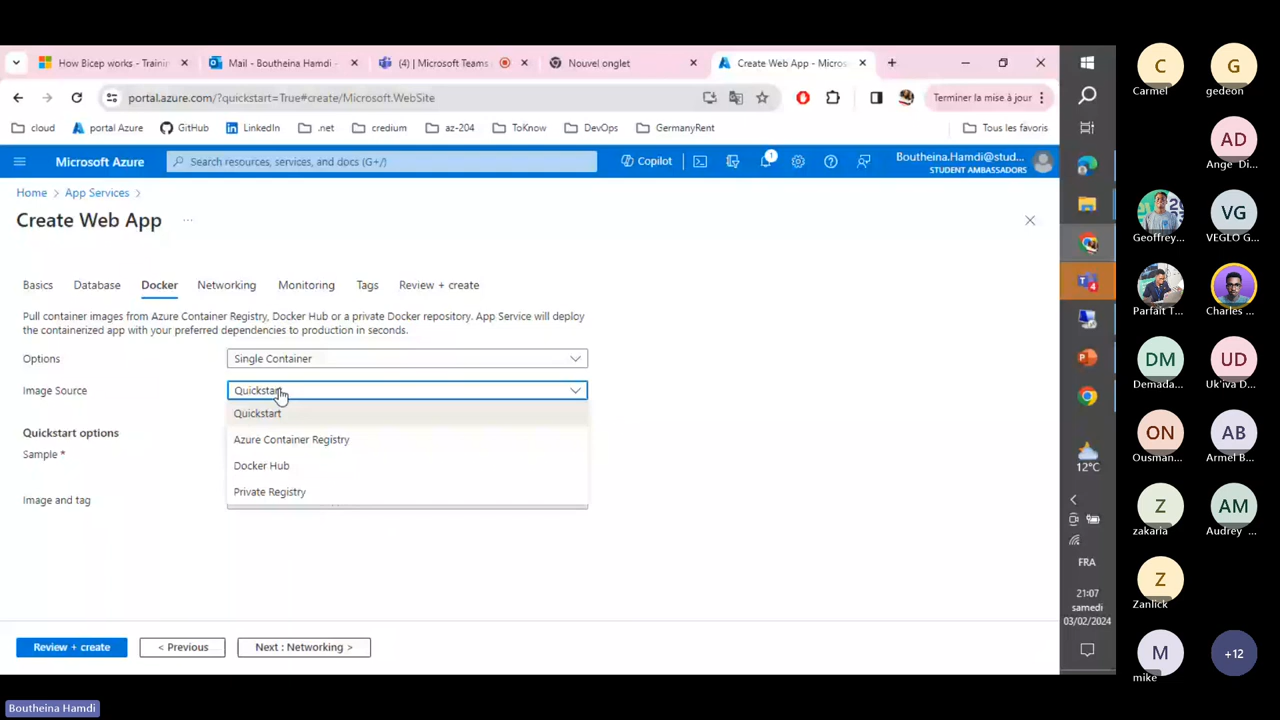 How Bicep works - Trainin
Mail - Boutheina Hamdi -
(4) | Microsoft Teams
Nouvel onglet
Create Web App - Micros
portal.azure.com/?quickstart=True#create/Microsoft.WebSite
Terminer la mise à jour
cloud
portal Azure
GitHub
LinkedIn
.net
credium
az-204
ToKnow
DevOps
GermanyRent
Tous les favoris
Microsoft Azure
Search resources, services, and docs (G+/)
Copilot
1
Boutheina.Hamdi@stud...
STUDENT AMBASSADORS
Home > App Services >
Create Web App ...
Basics
Database
Docker
Networking
Monitoring
Tags
Review + create
Pull container images from Azure Container Registry, Docker Hub or a private Docker repository. App Service will deploy
the containerized app with your preferred dependencies to production in seconds.
Options
Single Container
Image Source
Quickstart
Quickstart
Azure Container Registry
Docker Hub
Private Registry
Quickstart options
Sample *
Image and tag
Review + create
< Previous
Next : Networking >
4
12°C
FRA
21:07
samedi
03/02/2024
C
Carmel
G
gedeon
AD
Ange Di...
Geoffrey...
VG
VEGLO G...
Parfait T...
Charles ...
DM
Demada...
UD
Uk'iva D...
ON
Ousman...
AB
Armel B...
Z
zakaria
AM
Audrey ...
Z
Zanlick
M
mike
+12
Boutheina Hamdi